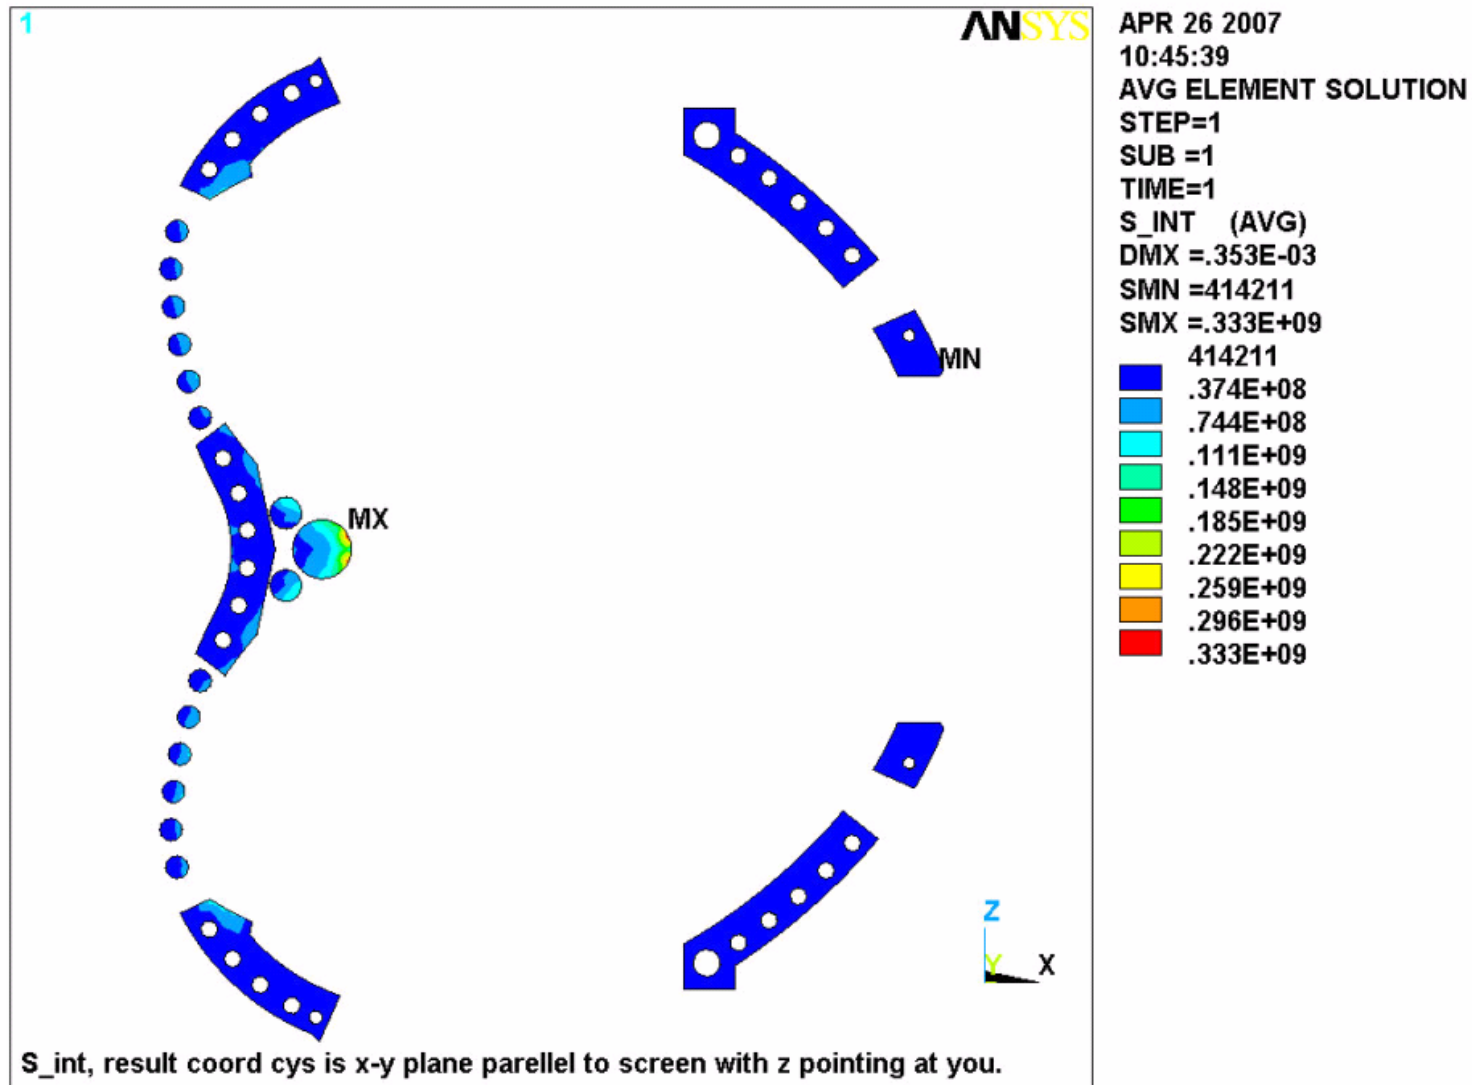 1
ANSYS
APR 26 2007
10:45:39
AVG ELEMENT SOLUTION
STEP=1
SUB =1
TIME=1
S_INT (AVG)
DMX =.353E-03
SMN =414211
SMX =.333E+09
414211
.374E+08
.744E+08
.111E+09
.148E+09
.185E+09
.222E+09
.259E+09
.296E+09
.333E+09
MN
MX
Z
Y
X
S_int, result coord cys is x-y plane parellel to screen with z pointing at you.